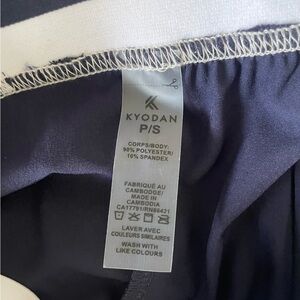 KYODAN
P/S
CORPS/BODY:
90% POLYESTER/
10% SPANDEX
FABRIQUÉ AU
CAMBODGE/
MADE IN
CAMBODIA
CA17791/RN86421
LAVER AVEC
COULEURS SIMILAIRES
WASH WITH
LIKE COLOURS